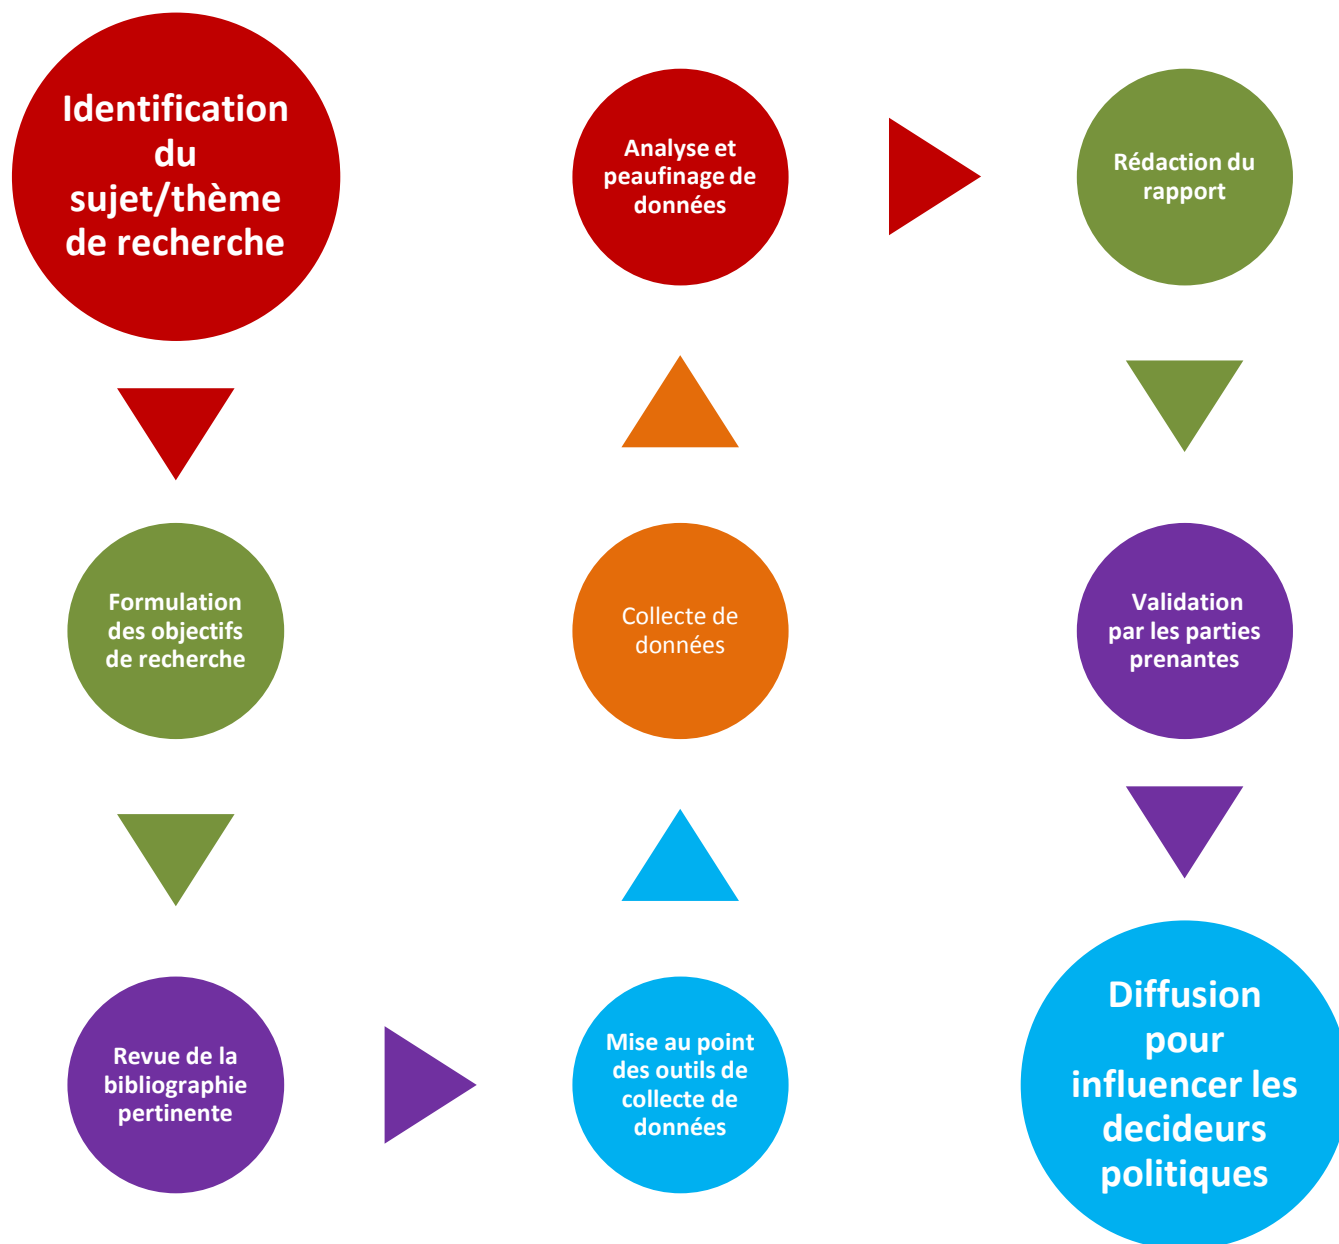 Identification
du
sujet/thème
de recherche
Formulation
des objectifs
de recherche
Revue de la
bibliographie
pertinente
Mise au point
des outils de
collecte de
données
Collecte de
données
Analyse et
peaufinage de
données
Rédaction du
rapport
Validation
par les parties
prenantes
Diffusion
pour
influencer les
decideurs
politiques